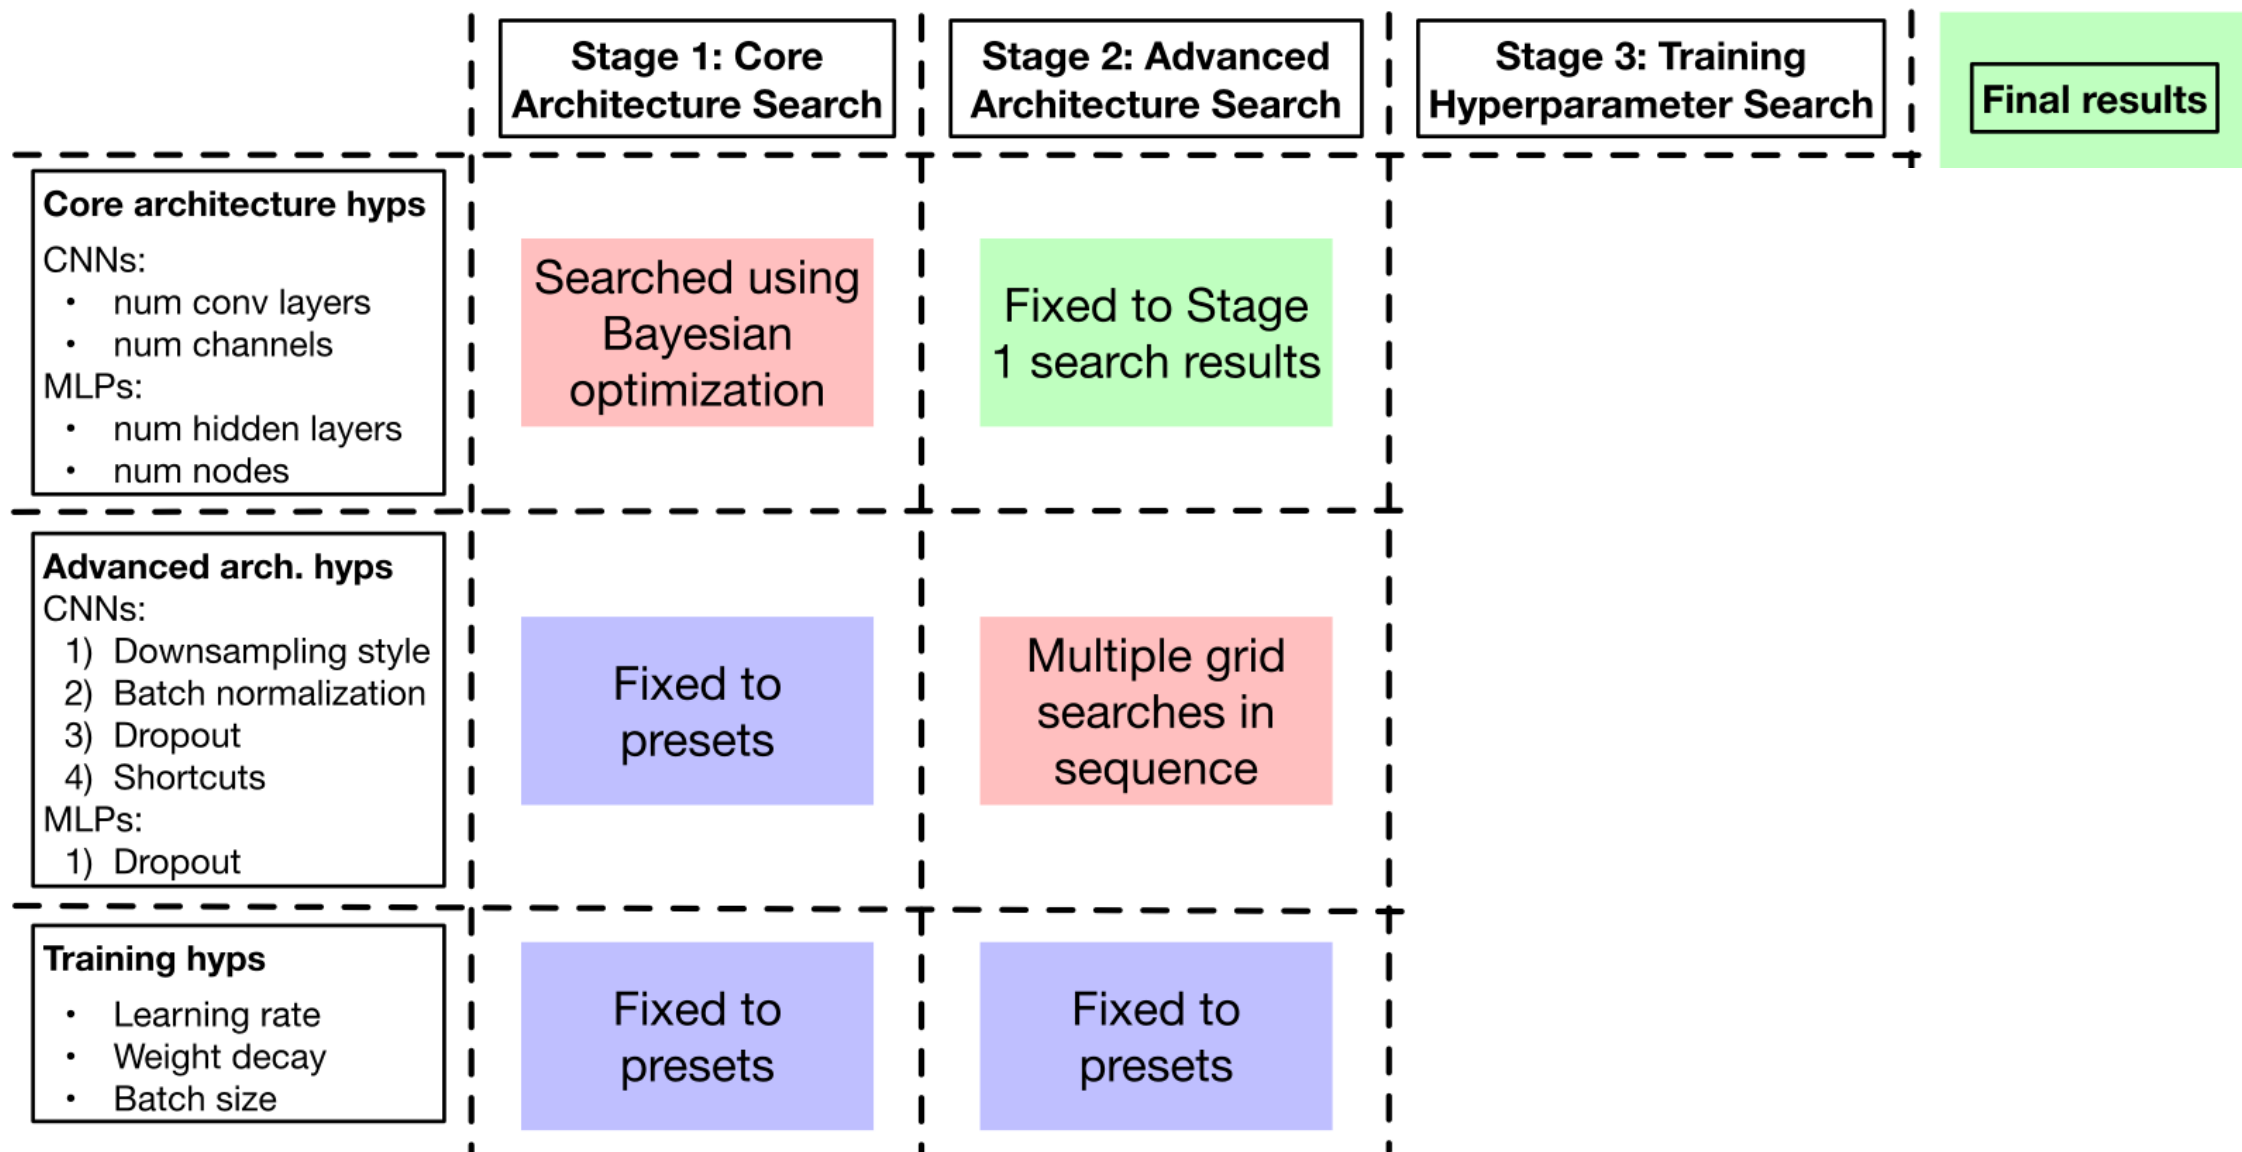 Stage 1: Core
Architecture Search
Stage 2: Advanced
Architecture Search
Stage 3: Training
Hyperparameter Search
Final results
Core architecture hyps
CNNs:
• num conv layers
• num channels
MLPs:
• num hidden layers
• num nodes
Searched using
Bayesian
optimization
Fixed to Stage
1 search results
Advanced arch. hyps
CNNs:
1) Downsampling style
2) Batch normalization
3) Dropout
4) Shortcuts
MLPs:
1) Dropout
Fixed to
presets
Multiple grid
searches in
sequence
Training hyps
• Learning rate
• Weight decay
• Batch size
Fixed to
presets
Fixed to
presets